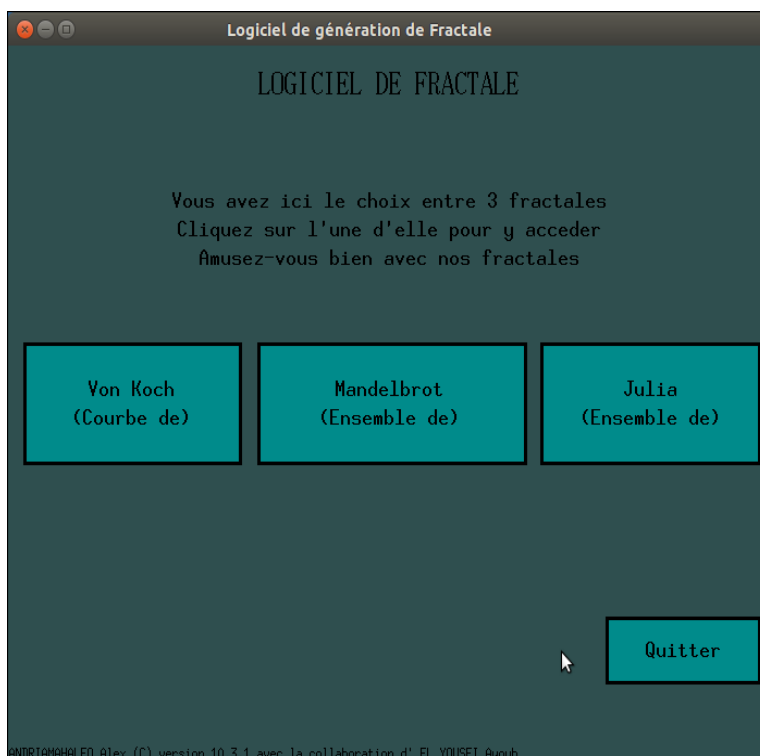 Logiciel de génération de Fractale
LOGICIEL DE FRACTALE
Vous avez ici le choix entre 3 fractales
Cliquez sur l'une d'elle pour y acceder
Amusez-vous bien avec nos fractales
Von Koch
(Courbe de)
Mandelbrot
(Ensemble de)
Julia
(Ensemble de)
Quitter
Alex (C) version 10.3.1 avec la collaboration d' EL YOUSFI Ayoub